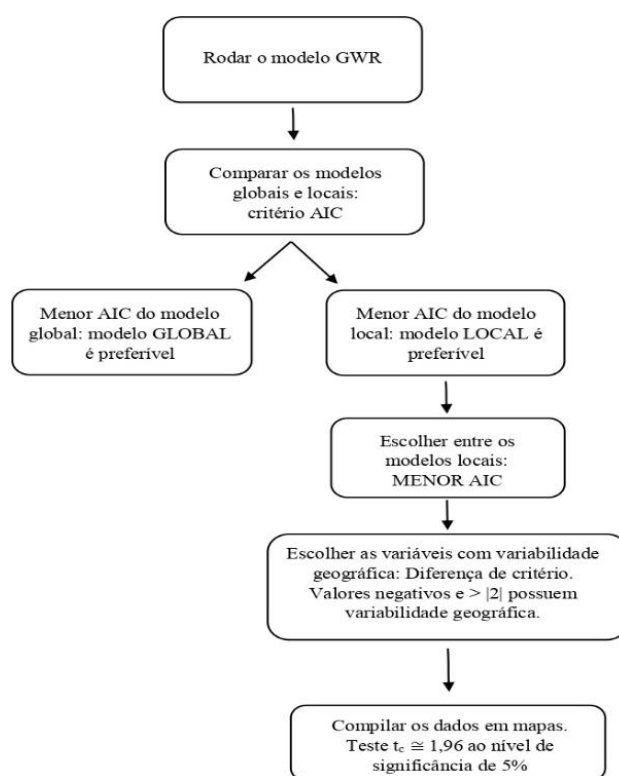 Rodar o modelo GWR
Comparar os modelos
globais e locais:
critério AIC
Menor AIC do modelo
global: modelo GLOBAL
é preferível
Menor AIC do modelo
local: modelo LOCAL é
preferível
Escolher entre os
modelos locais:
MENOR AIC
Escolher as variáveis com variabilidade
geográfica: Diferença de critério.
Valores negativos e > |2| possuem
variabilidade geográfica.
Compilar os dados em mapas.
Teste t꜀ ≅ 1,96 ao nível de
significância de 5%